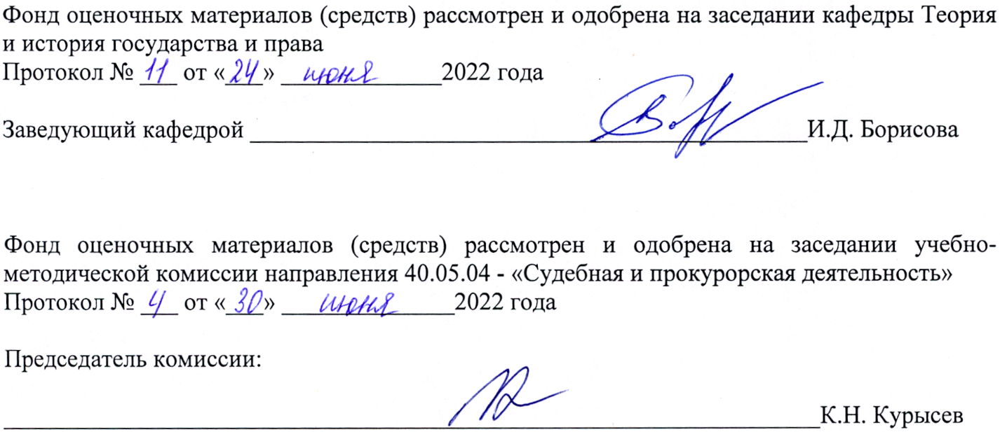 Фонд оценочных материалов (средств) рассмотрен и одобрена на заседании кафедры Теория
и история государства и права
Протокол № 11 от «24» июня 2022 года
Заведующий кафедрой И.Д. Борисова
Фонд оценочных материалов (средств) рассмотрен и одобрена на заседании учебно-
методической комиссии направления 40.05.04 - «Судебная и прокурорская деятельность»
Протокол № 4 от «30» июня 2022 года
Председатель комиссии:
К.Н. Курысев